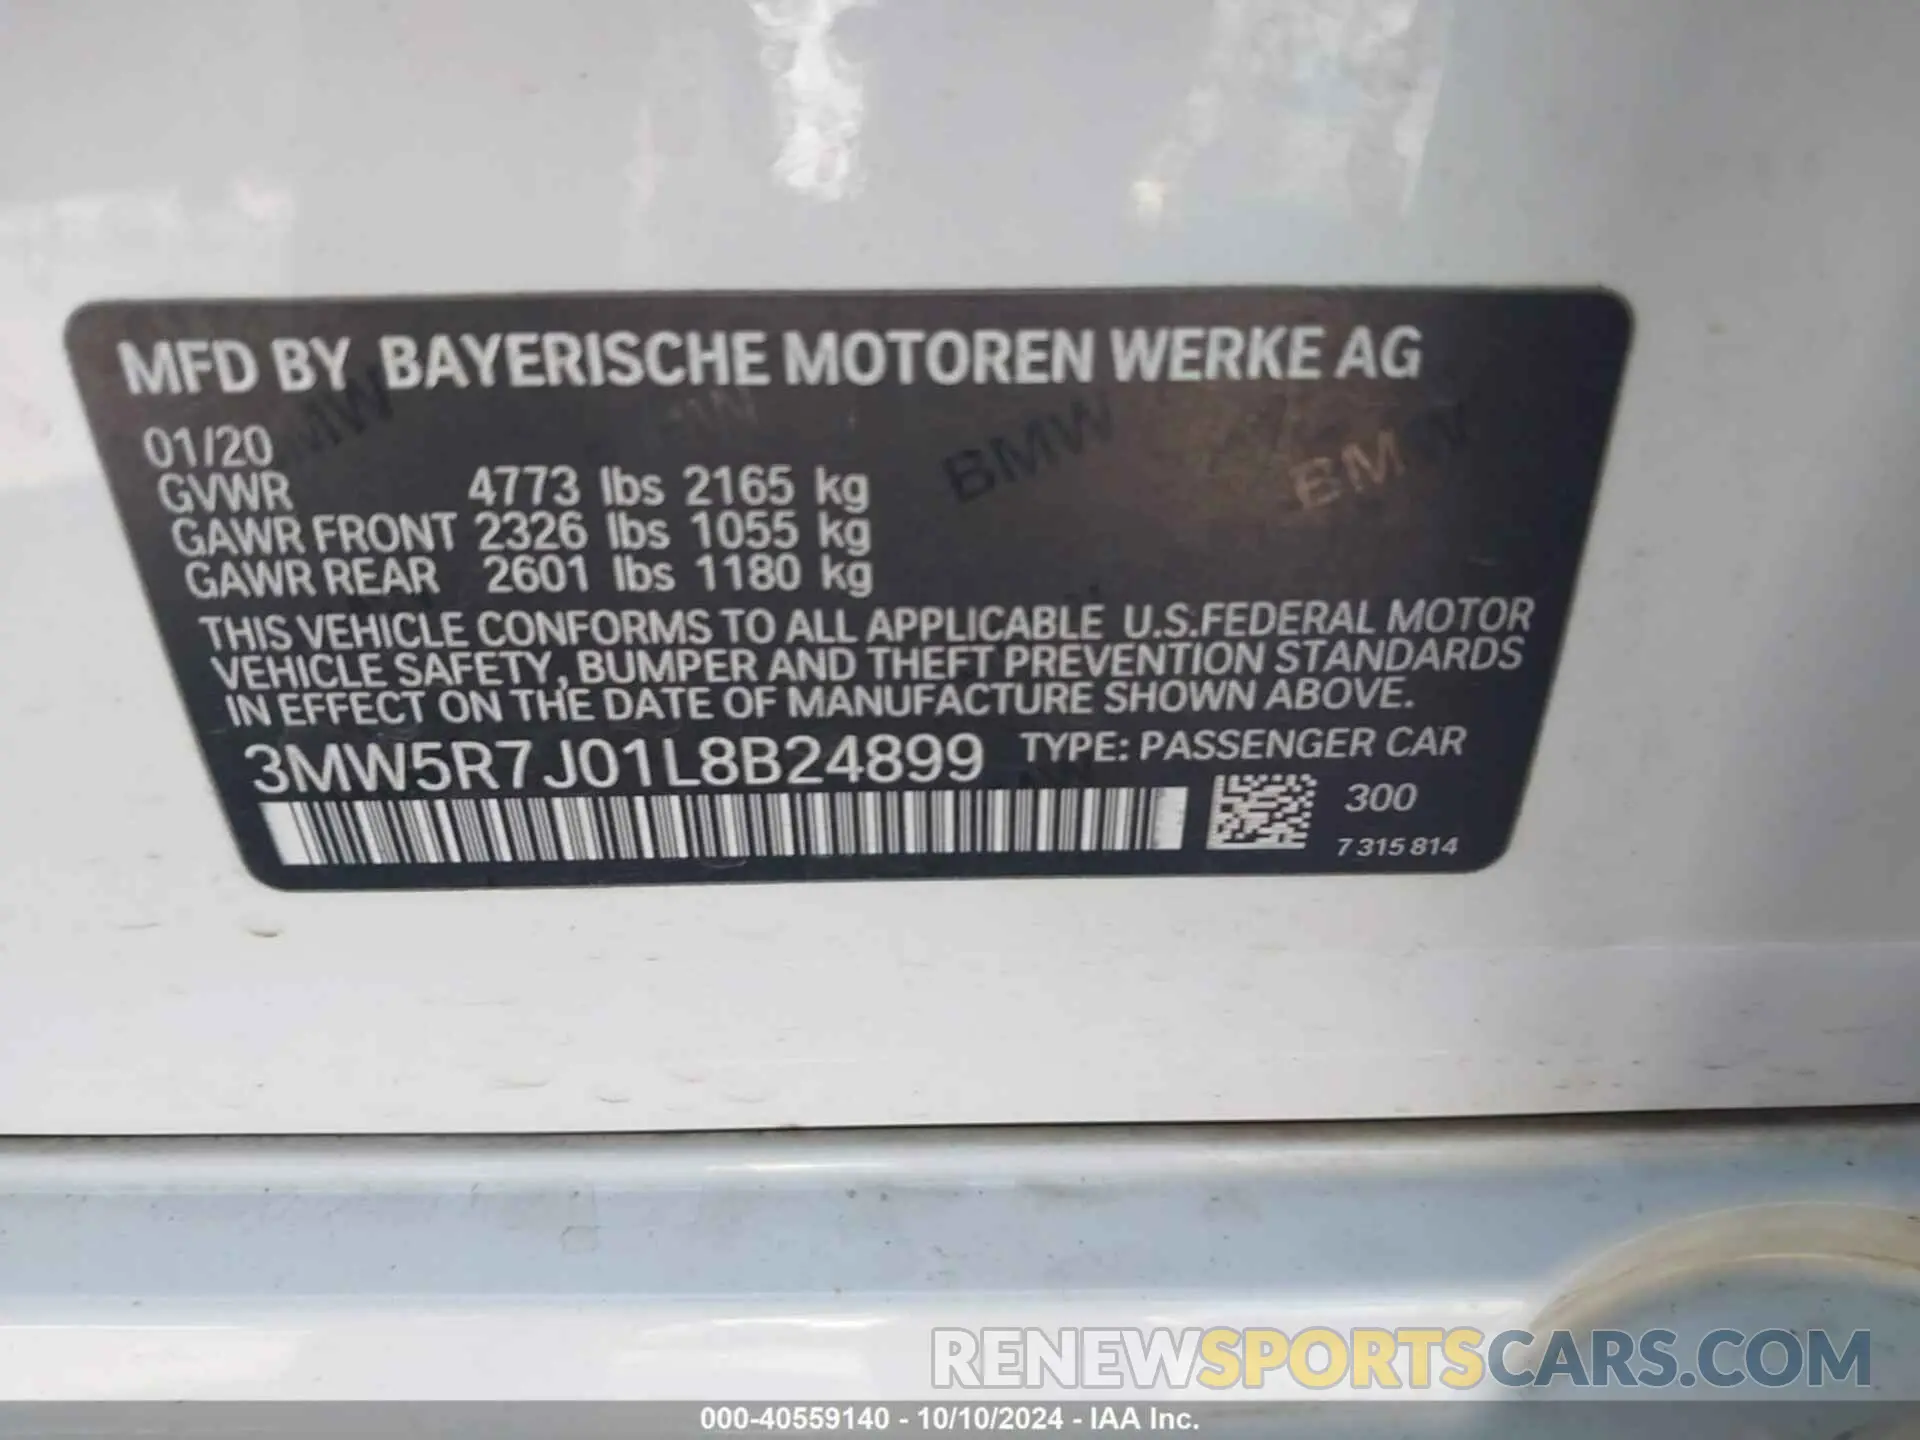 MFD BY BAYERISCHE MOTOREN WERKE AG
01/20
GVWR 4773 lbs 2165 kg
GAWR FRONT 2326 lbs 1055 kg
GAWR REAR 2601 lbs 1180 kg
BMW
BMW
THIS VEHICLE CONFORMS TO ALL APPLICABLE U.S.FEDERAL MOTOR
VEHICLE SAFETY, BUMPER AND THEFT PREVENTION STANDARDS
IN EFFECT ON THE DATE OF MANUFACTURE SHOWN ABOVE.
3MW5R7J01L8B24899 TYPE: PASSENGER CAR
300
7 315 814
RENEWSPORTSCARS.COM
000-40559140 - 10/10/2024 - IAA Inc.